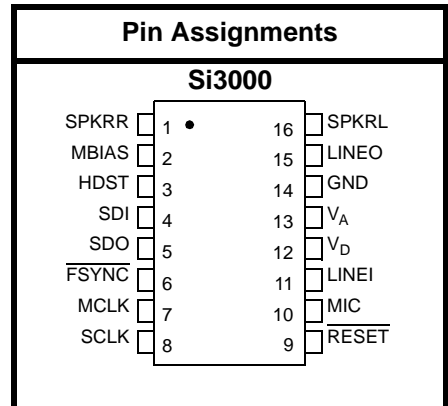 Pin Assignments
Si3000
SPKRR 1 16 SPKRL
MBIAS 2 15 LINEO
HDST 3 14 GND
SDI 4 13 VA
SDO 5 12 VD
FSYNC 6 11 LINEI
MCLK 7 10 MIC
SCLK 8 9 RESET